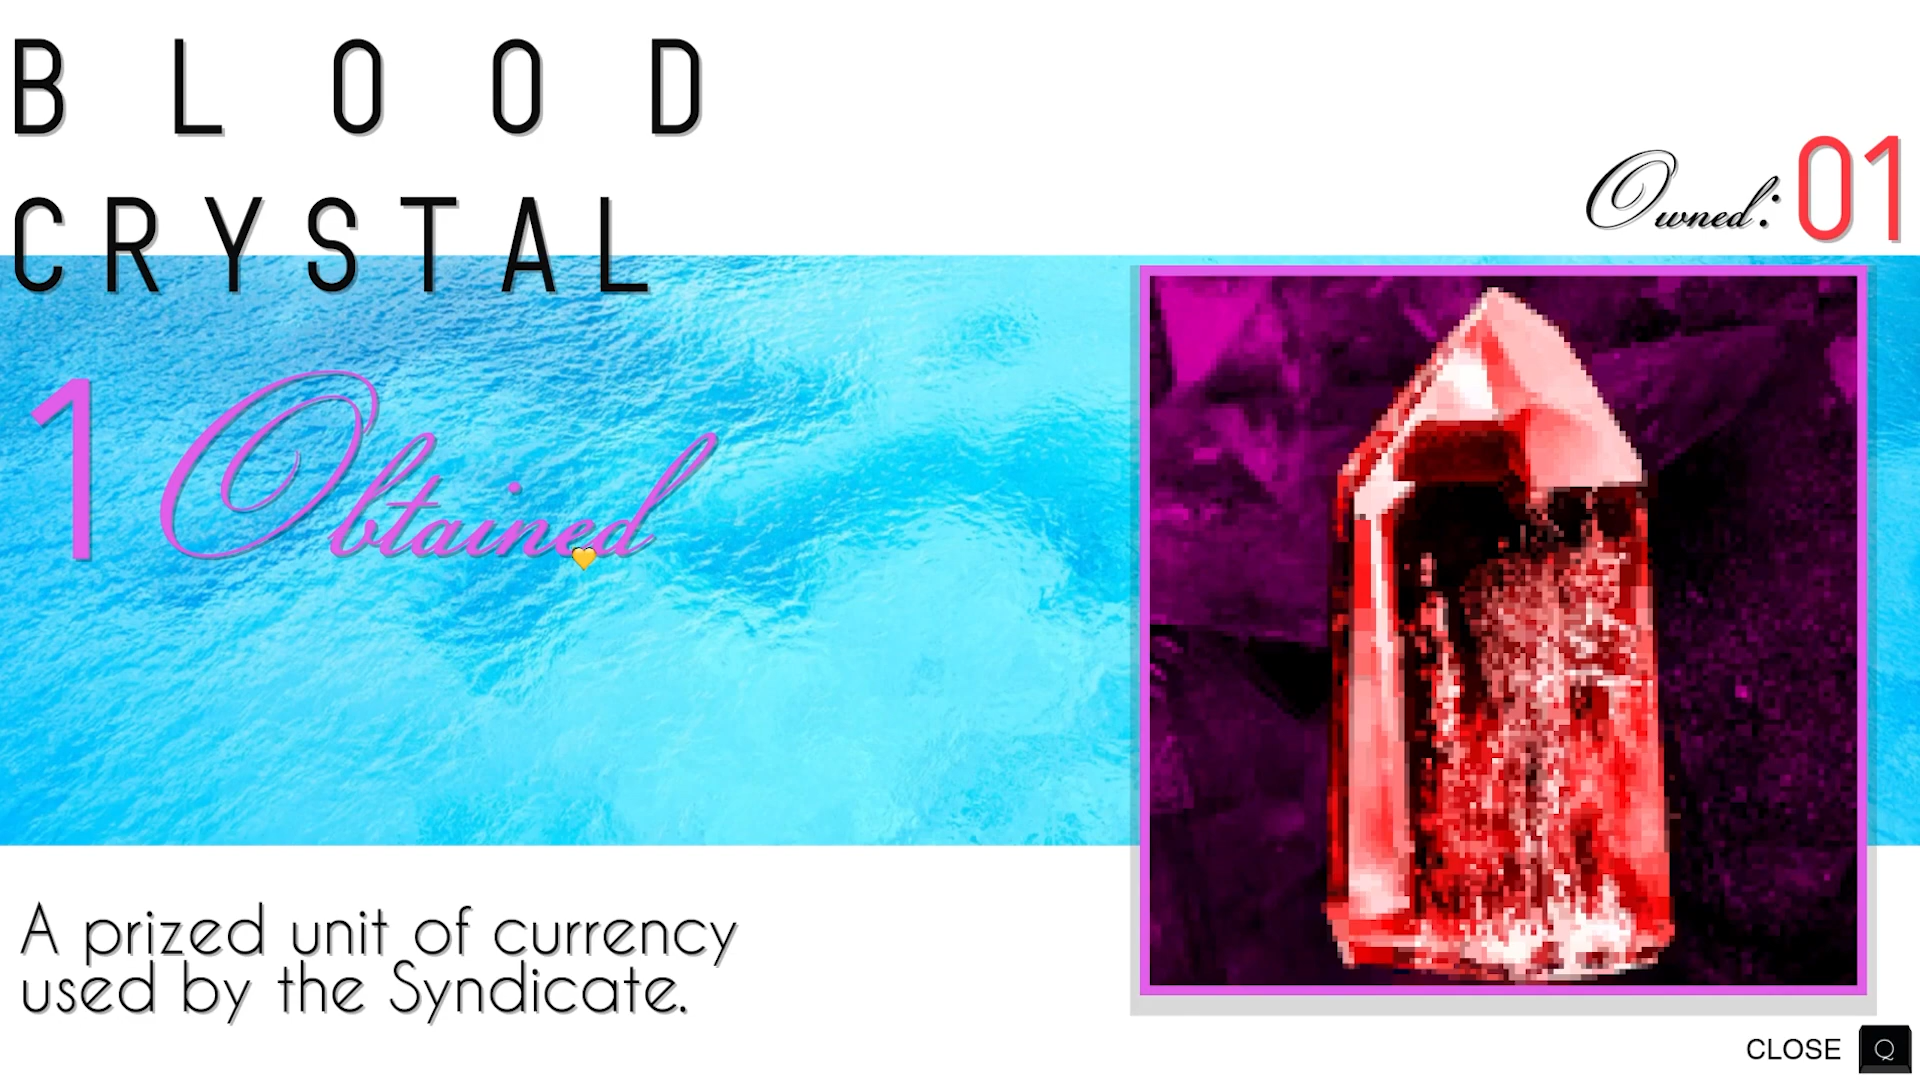 BLOOD
CRYSTAL
Owned: 01
1 Obtained
A prized unit of currency
used by the Syndicate.
CLOSE Q